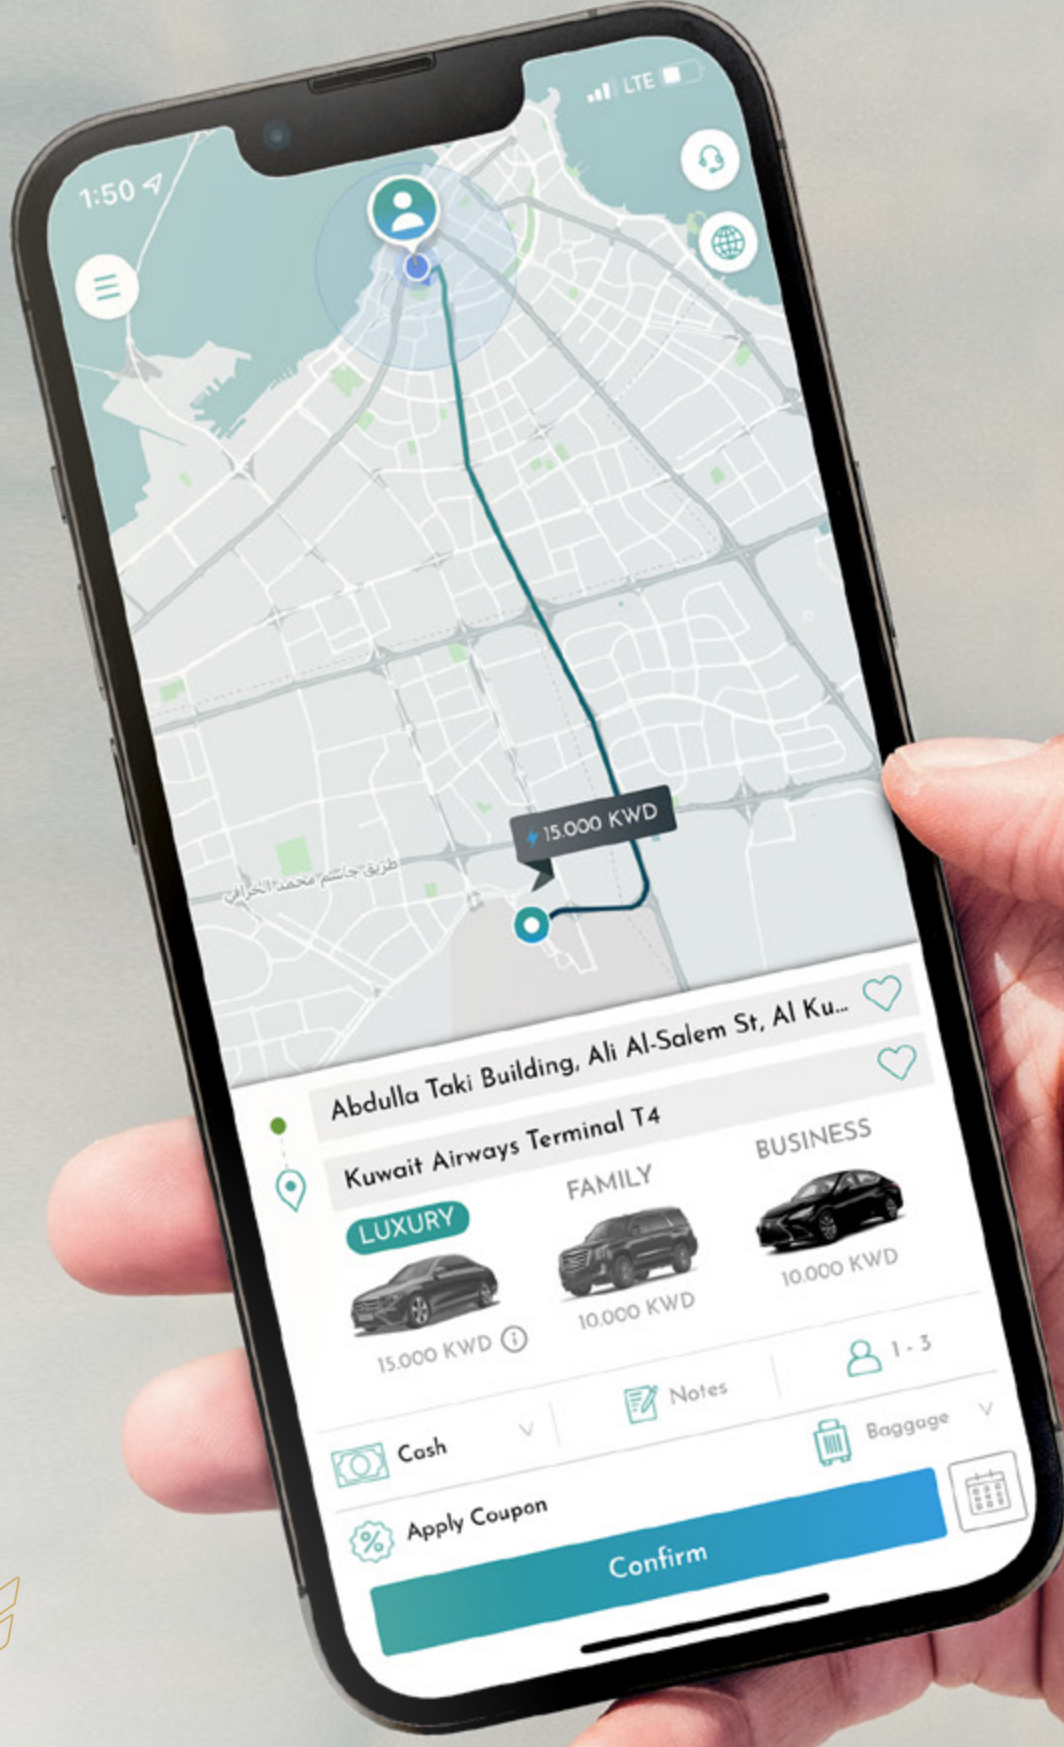 1:50
LTE
15.000 KWD
طريق جاسم محمد الخرافي
Abdulla Taki Building, Ali Al-Salem St, Al Ku...
Kuwait Airways Terminal T4
LUXURY
FAMILY
BUSINESS
15.000 KWD
10.000 KWD
10.000 KWD
Cash
Notes
1 - 3
Apply Coupon
Baggage
Confirm